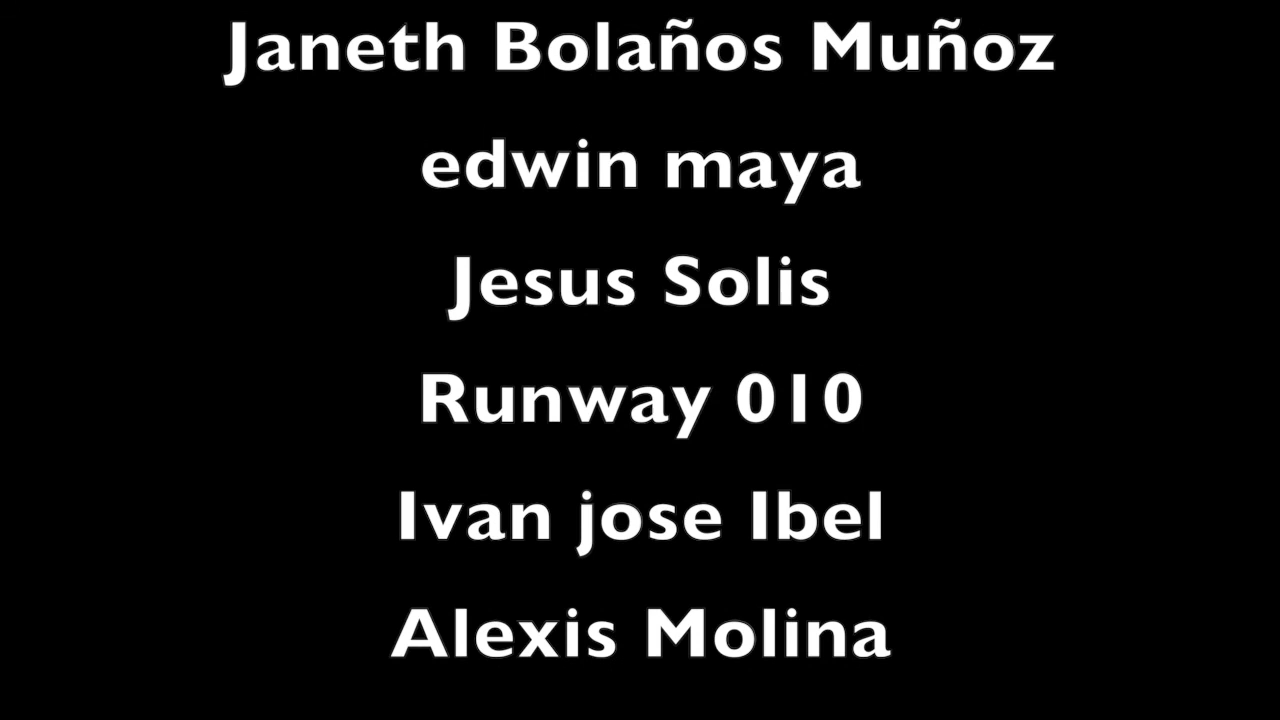 Janeth Bolaños Muñoz
edwin maya
Jesus Solis
Runway 010
Ivan jose Ibel
Alexis Molina